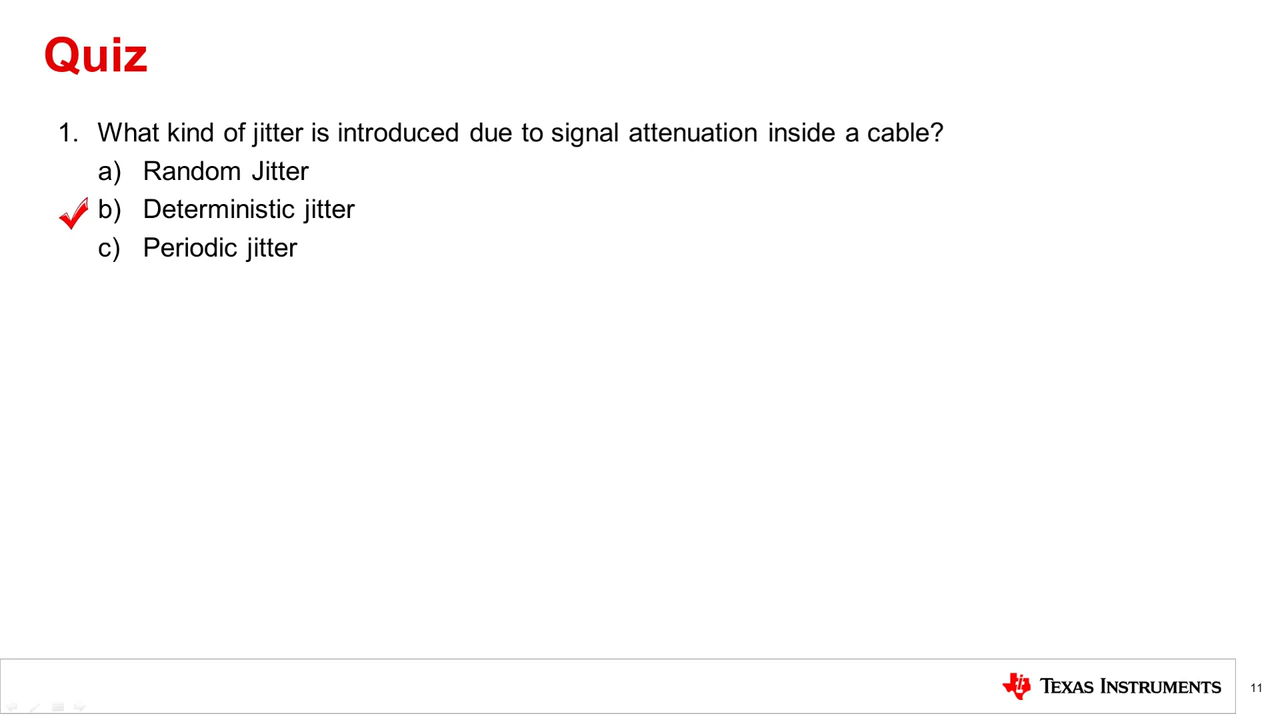 Quiz
1. What kind of jitter is introduced due to signal attenuation inside a cable?
a) Random Jitter
b) Deterministic jitter
c) Periodic jitter
TEXAS INSTRUMENTS
11